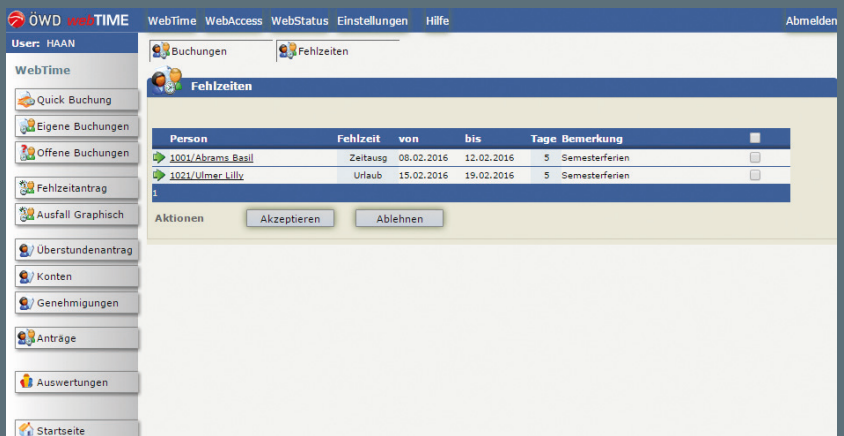 ÖWD webTIME WebTime WebAccess WebStatus Einstellungen Hilfe Abmelden
User: HAAN
Buchungen Fehlzeiten
WebTime
Fehlzeiten
Quick Buchung
Eigene Buchungen
Offene Buchungen
Fehlzeitantrag
Ausfall Graphisch
Überstundenantrag
Konten
Genehmigungen
Anträge
Auswertungen
Startseite
Person Fehlzeit von bis Tage Bemerkung
1001/Abrams Basil Zeitausg 08.02.2016 12.02.2016 5 Semesterferien
1021/Ulmer Lilly Urlaub 15.02.2016 19.02.2016 5 Semesterferien
1
Aktionen Akzeptieren Ablehnen